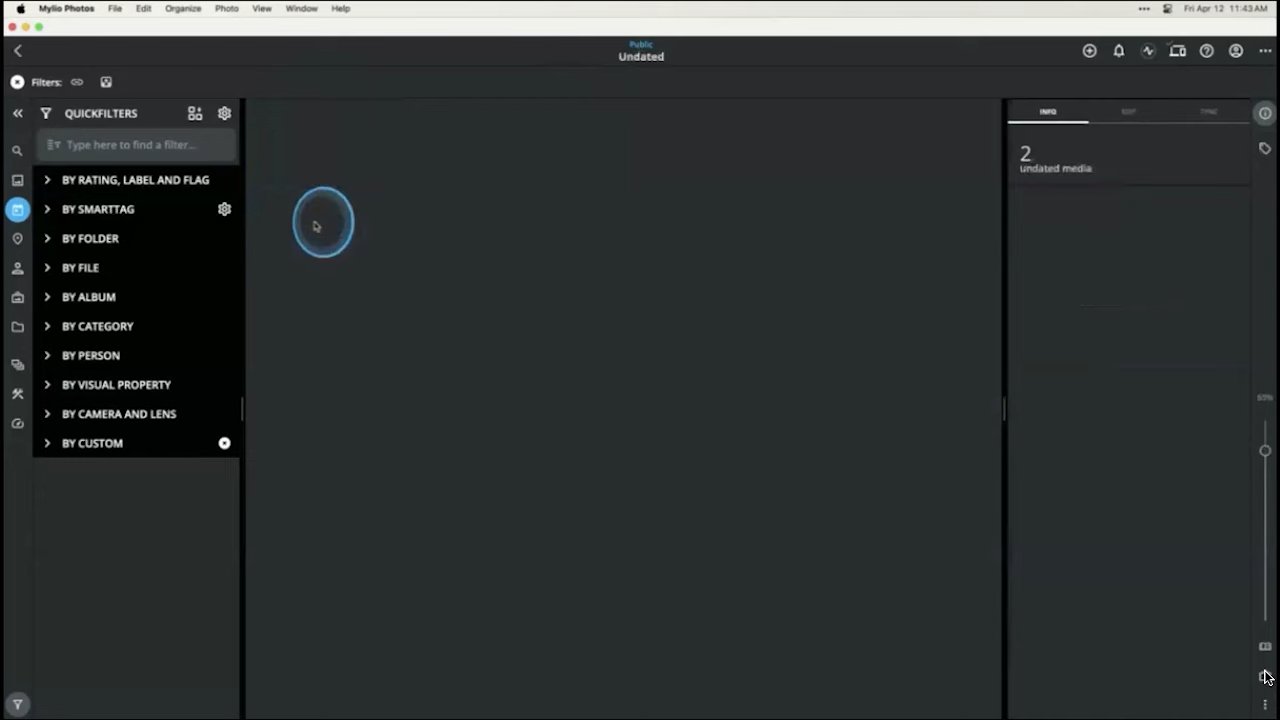 Mylio Photos File Edit Organize Photo View Window Help Fri Apr 12 11:43 AM
Public
Undated
Filters:
QUICKFILTERS
Type here to find a filter...
BY RATING, LABEL AND FLAG
BY SMARTTAG
BY FOLDER
BY FILE
BY ALBUM
BY CATEGORY
BY PERSON
BY VISUAL PROPERTY
BY CAMERA AND LENS
BY CUSTOM
INFO EDIT SYNC
2
undated media